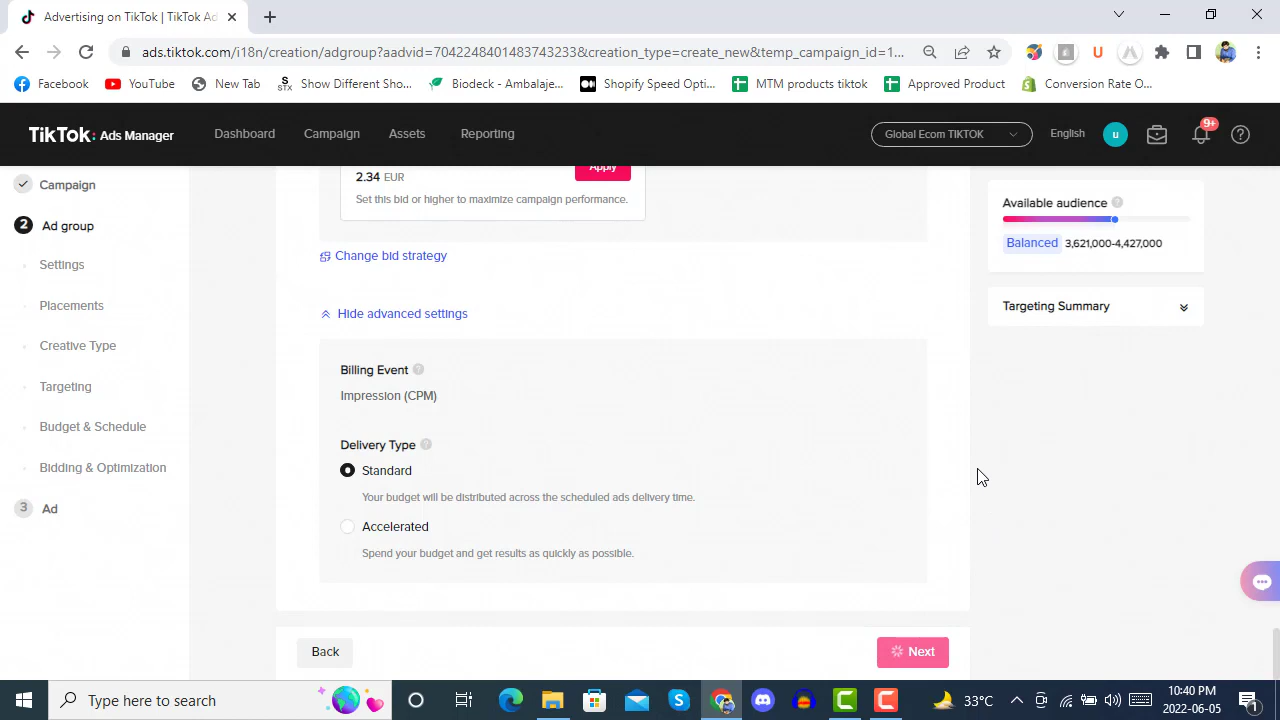 Advertising on TikTok | TikTok Ad
ads.tiktok.com/i18n/creation/adgroup?aadvid=7042245401483743233&creation_type=create_new&temp_campaign_id=1...
Facebook YouTube New Tab STX Show Different Sho... Biodeck - Ambalaje... Shopify Speed Opti... MTM products tiktok Approved Product Conversion Rate O...
TikTok: Ads Manager Dashboard Campaign Assets Reporting Global Ecom TIKTOK English u 9+
Campaign
2 Ad group
Settings
Placements
Creative Type
Targeting
Budget & Schedule
Bidding & Optimization
3 Ad
2.34 EUR Apply
Set this bid or higher to maximize campaign performance.
Change bid strategy
Hide advanced settings
Billing Event
Impression (CPM)
Delivery Type
Standard
Your budget will be distributed across the scheduled ads delivery time.
Accelerated
Spend your budget and get results as quickly as possible.
Back Next
Available audience
Balanced 3,621,000-4,427,000
Targeting Summary
Type here to search 33°C 10:40 PM
2022-06-05 1